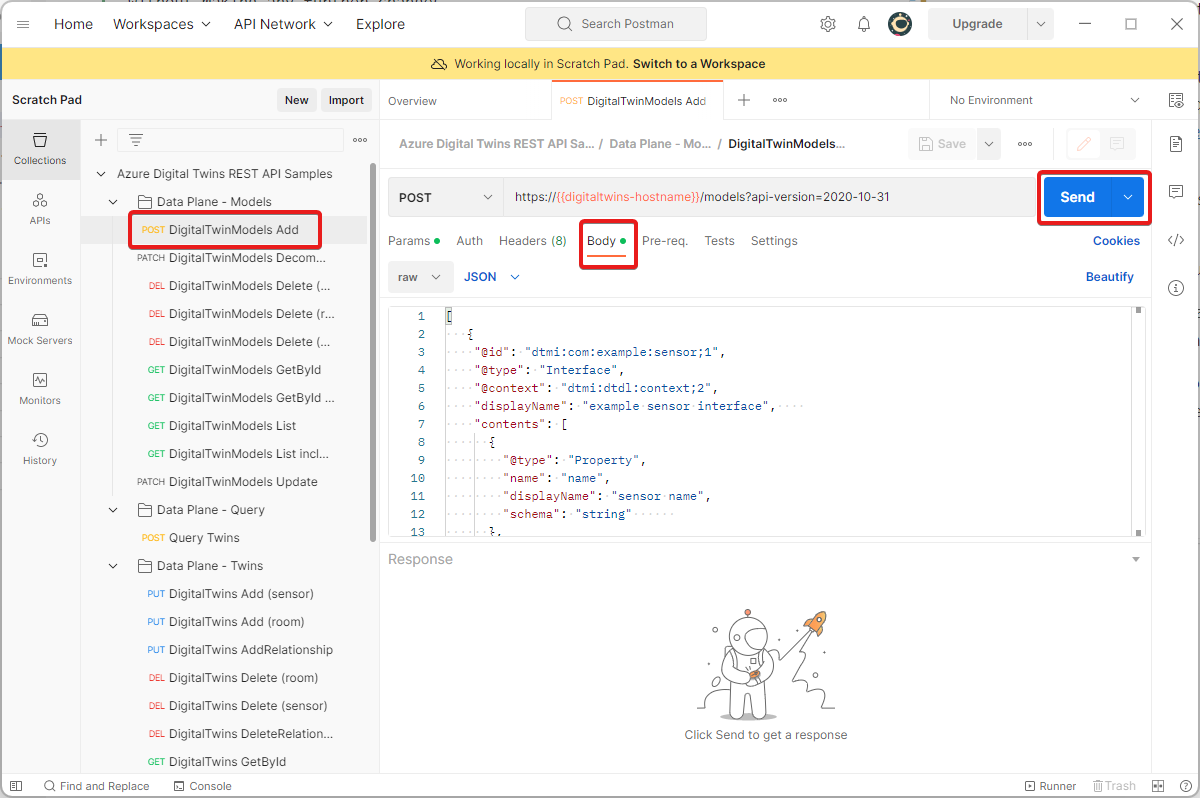 Home Workspaces API Network Explore Search Postman Upgrade
Working locally in Scratch Pad. Switch to a Workspace
Scratch Pad New Import
Overview POST DigitalTwinModels Add No Environment
Collections
APIs
Environments
Mock Servers
Monitors
History
Azure Digital Twins REST API Samples
Data Plane - Models
POST DigitalTwinModels Add
PATCH DigitalTwinModels Decom...
DEL DigitalTwinModels Delete (...
DEL DigitalTwinModels Delete (r...
DEL DigitalTwinModels Delete (...
GET DigitalTwinModels GetById
GET DigitalTwinModels GetById ...
GET DigitalTwinModels List
GET DigitalTwinModels List incl...
PATCH DigitalTwinModels Update
Data Plane - Query
POST Query Twins
Data Plane - Twins
PUT DigitalTwins Add (sensor)
PUT DigitalTwins Add (room)
PUT DigitalTwins AddRelationship
DEL DigitalTwins Delete (room)
DEL DigitalTwins Delete (sensor)
DEL DigitalTwins DeleteRelation...
GET DigitalTwins GetById
Azure Digital Twins REST API Sa... / Data Plane - Mo... / DigitalTwinModels... Save
POST https://{{digitaltwins-hostname}}/models?api-version=2020-10-31 Send
Params Auth Headers (8) Body Pre-req. Tests Settings Cookies
raw JSON Beautify
1 [
2 {
3 "@id": "dtmi:com:example:sensor;1",
4 "@type": "Interface",
5 "@context": "dtmi:dtdl:context;2",
6 "displayName": "example sensor interface",
7 "contents": [
8 {
9 "@type": "Property",
10 "name": "name",
11 "displayName": "sensor name",
12 "schema": "string"
13 },
Response
Click Send to get a response
Find and Replace Console Runner Trash